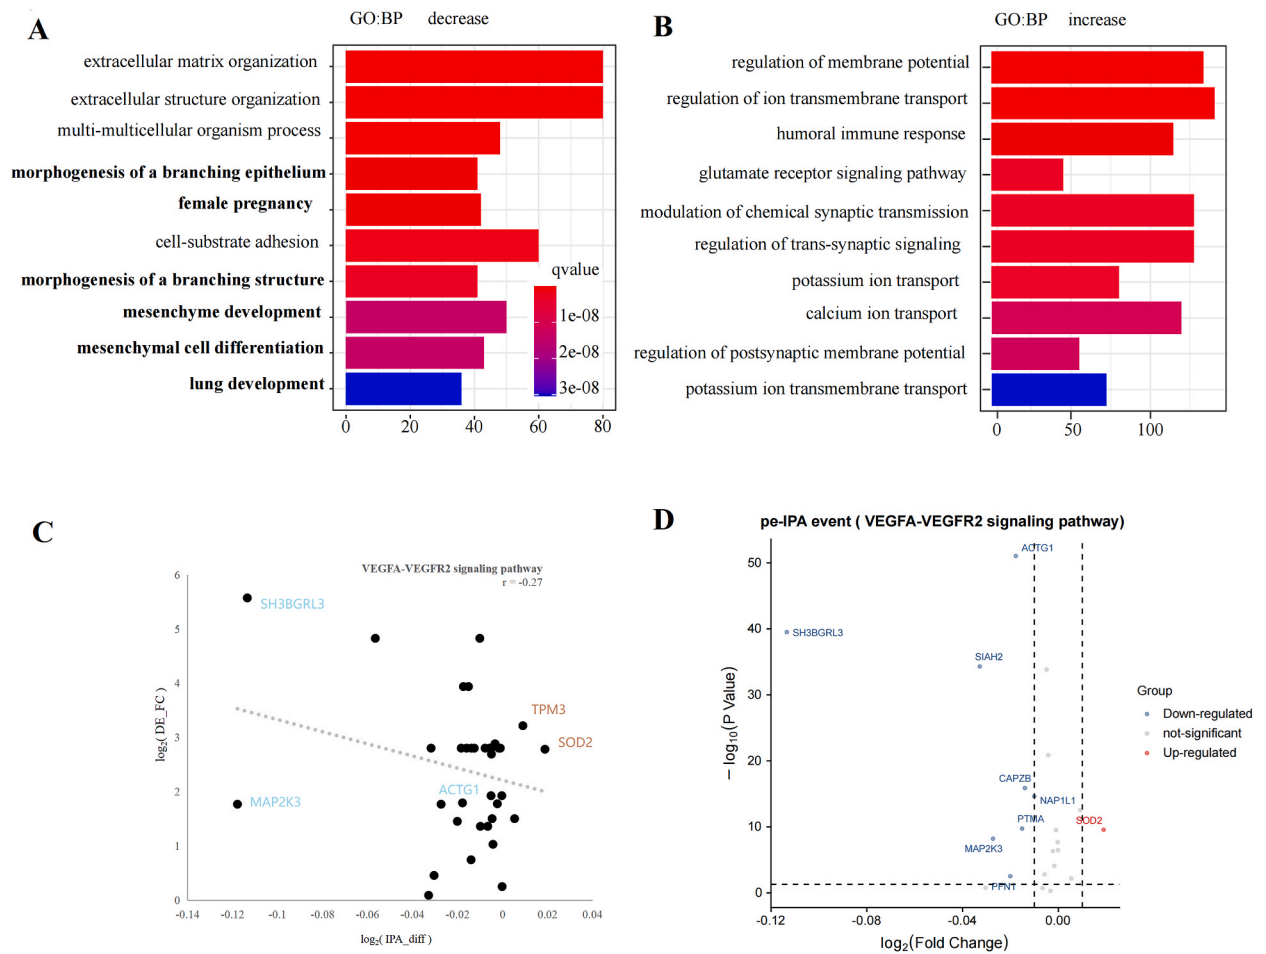 A
GO:BP decrease
extracellular matrix organization
extracellular structure organization
multi-multicellular organism process
morphogenesis of a branching epithelium
female pregnancy
cell-substrate adhesion
morphogenesis of a branching structure
mesenchyme development
mesenchymal cell differentiation
lung development
qvalue
1e-08
2e-08
3e-08
0 20 40 60 80
B
GO:BP increase
regulation of membrane potential
regulation of ion transmembrane transport
humoral immune response
glutamate receptor signaling pathway
modulation of chemical synaptic transmission
regulation of trans-synaptic signaling
potassium ion transport
calcium ion transport
regulation of postsynaptic membrane potential
potassium ion transmembrane transport
0 50 100
C
VEGFA-VEGFR2 signaling pathway
r = -0.27
log2( DE_FC )
6
5
4
3
2
1
0
SH3BGRL3
TPM3
SOD2
ACTG1
MAP2K3
-0.14 -0.12 -0.1 -0.08 -0.06 -0.04 -0.02 0 0.02 0.04
log2( IPA_diff )
D
pe-IPA event ( VEGFA-VEGFR2 signaling pathway)
− log10(P Value)
50
40
30
20
10
0
ACTG1
SH3BGRL3
SIAH2
CAPZB
NAP1L1
PTMA
SOD2
MAP2K3
PFN1
-0.12 -0.08 -0.04 0.00
log2(Fold Change)
Group
Down-regulated
not-significant
Up-regulated